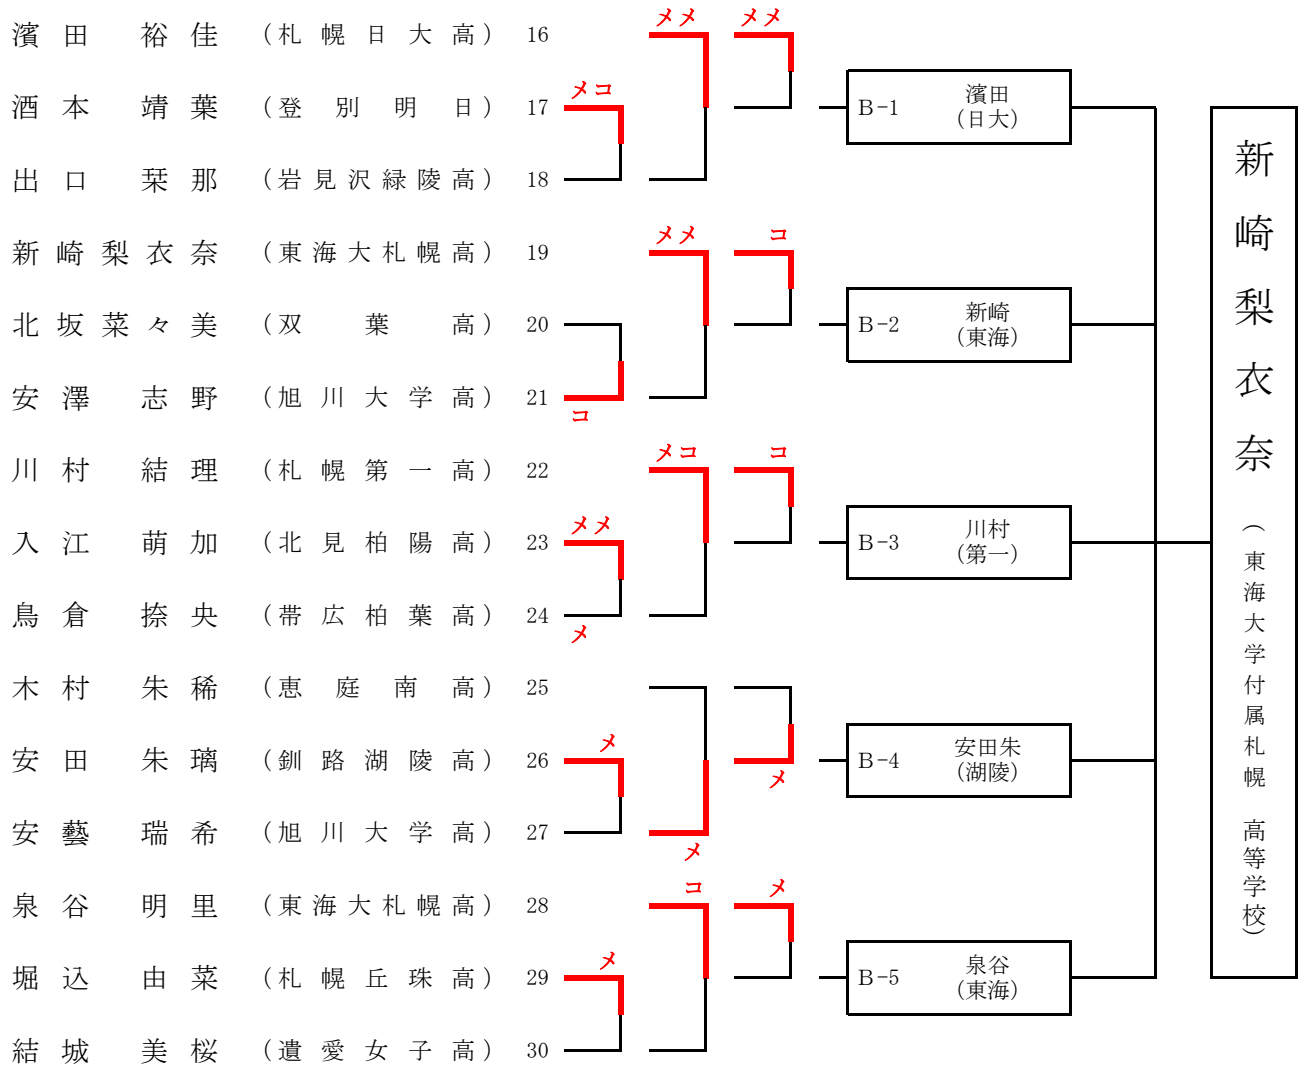 濱田 裕佳 (札幌日大高) 16
酒本 靖葉 (登別明日) 17
出口 栞那 (岩見沢緑陵高) 18
新崎梨衣奈 (東海大札幌高) 19
北坂菜々美 (双葉高) 20
安澤 志野 (旭川大学高) 21
川村 結理 (札幌第一高) 22
入江 萌加 (北見柏陽高) 23
鳥倉 捺央 (帯広柏葉高) 24
木村 朱稀 (恵庭南高) 25
安田 朱璃 (釧路湖陵高) 26
安藝 瑞希 (旭川大学高) 27
泉谷 明里 (東海大札幌高) 28
堀込 由菜 (札幌丘珠高) 29
結城 美桜 (遺愛女子高) 30
メコ
コ
メメ
メ
メ
メ
メメ
メメ
メコ
メ
コ
メメ
コ
コ
メ
メ
B-1 濱田
(日大)
B-2 新崎
(東海)
B-3 川村
(第一)
B-4 安田朱
(湖陵)
B-5 泉谷
(東海)
新崎梨衣奈 (東海大学付属札幌 高等学校)